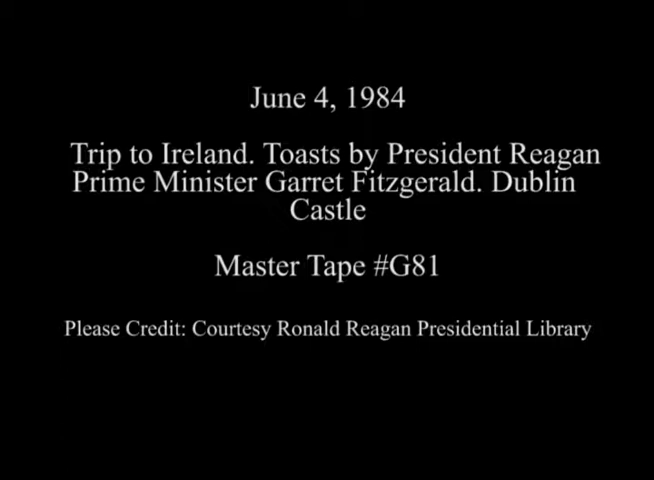 June 4, 1984
Trip to Ireland. Toasts by President Reagan
Prime Minister Garret Fitzgerald. Dublin
Castle
Master Tape #G81
Please Credit: Courtesy Ronald Reagan Presidential Library